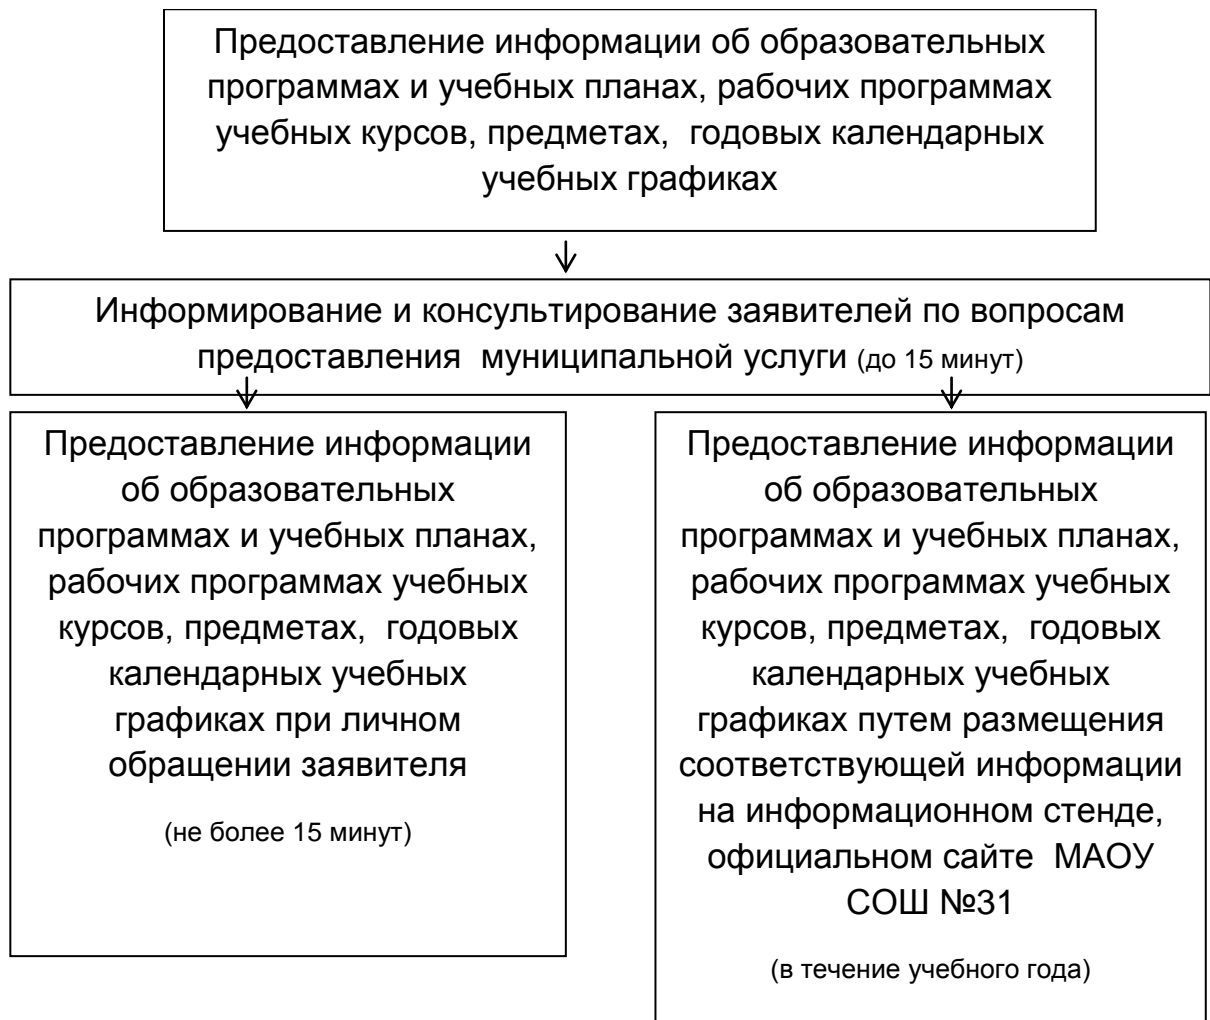 Предоставление информации об образовательных
программах и учебных планах, рабочих программах
учебных курсов, предметах,  годовых календарных
учебных графиках
Информирование и консультирование заявителей по вопросам
предоставления  муниципальной услуги (до 15 минут)
Предоставление информации
об образовательных
программах и учебных планах,
рабочих программах учебных
курсов, предметах,  годовых
календарных учебных
графиках при личном
обращении заявителя
(не более 15 минут)
Предоставление информации
об образовательных
программах и учебных планах,
рабочих программах учебных
курсов, предметах,  годовых
календарных учебных
графиках путем размещения
соответствующей информации
на информационном стенде,
официальном сайте  МАОУ
СОШ №31
(в течение учебного года)